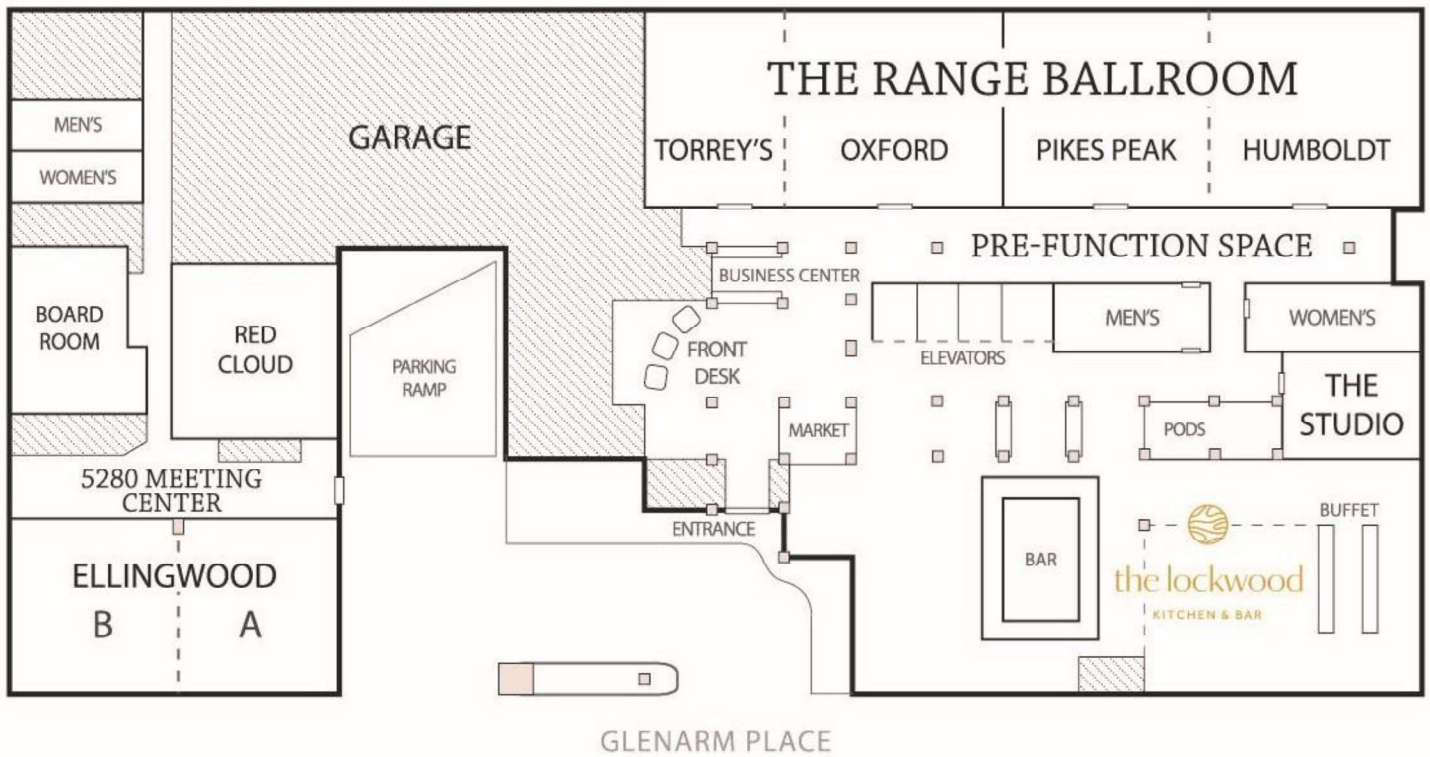 THE RANGE BALLROOM
MEN'S
WOMEN'S
GARAGE
TORREY'S
OXFORD
PIKES PEAK
HUMBOLDT
PRE-FUNCTION SPACE
BUSINESS CENTER
BOARD
ROOM
RED
CLOUD
PARKING
RAMP
FRONT
DESK
ELEVATORS
MEN'S
WOMEN'S
THE
STUDIO
MARKET
PODS
5280 MEETING
CENTER
ENTRANCE
ELLINGWOOD
B
A
BAR
the lockwood
KITCHEN & BAR
BUFFET
GLENARM PLACE